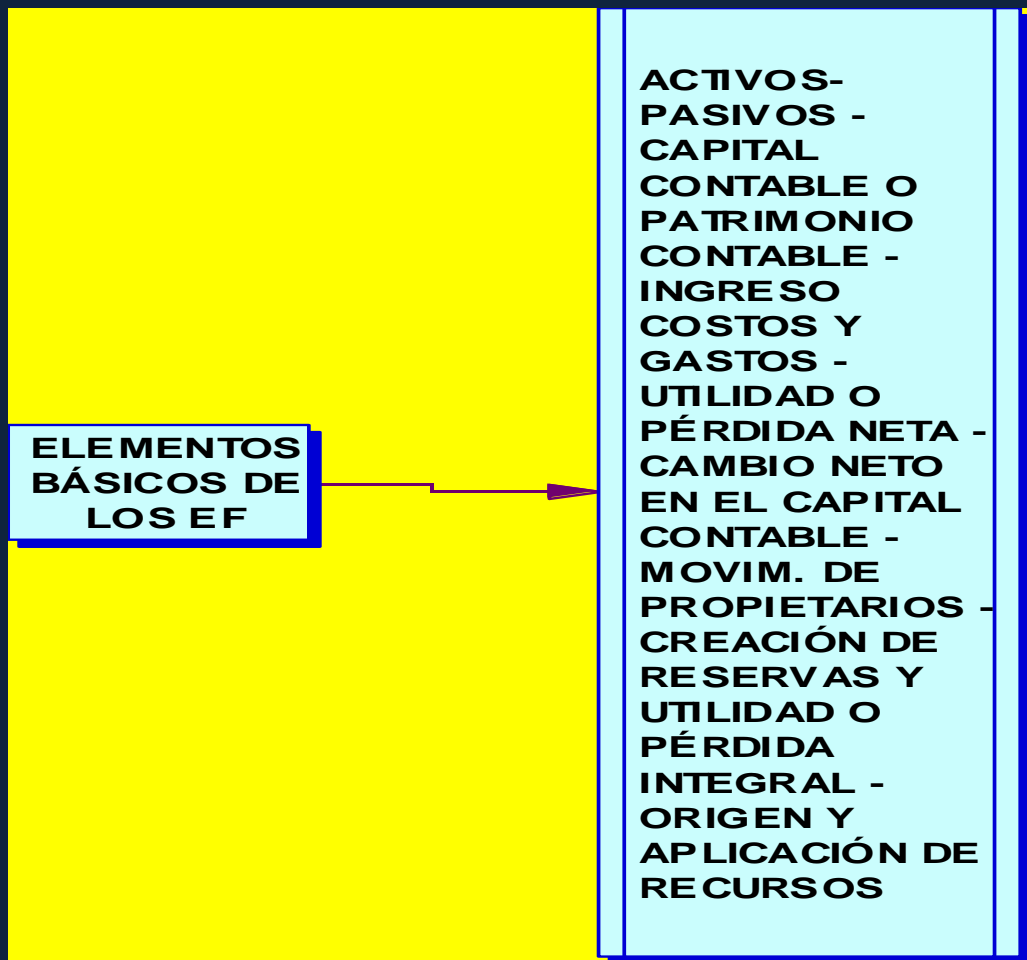 ELEMENTOS
BÁSICOS DE
LOS EF
ACTIVOS-
PASIVOS -
CAPITAL
CONTABLE O
PATRIMONIO
CONTABLE -
INGRESO
COSTOS Y
GASTOS -
UTILIDAD O
PÉRDIDA NETA -
CAMBIO NETO
EN EL CAPITAL
CONTABLE -
MOVIM. DE
PROPIETARIOS -
CREACIÓN DE
RESERVAS Y
UTILIDAD O
PÉRDIDA
INTEGRAL -
ORIGEN Y
APLICACIÓN DE
RECURSOS